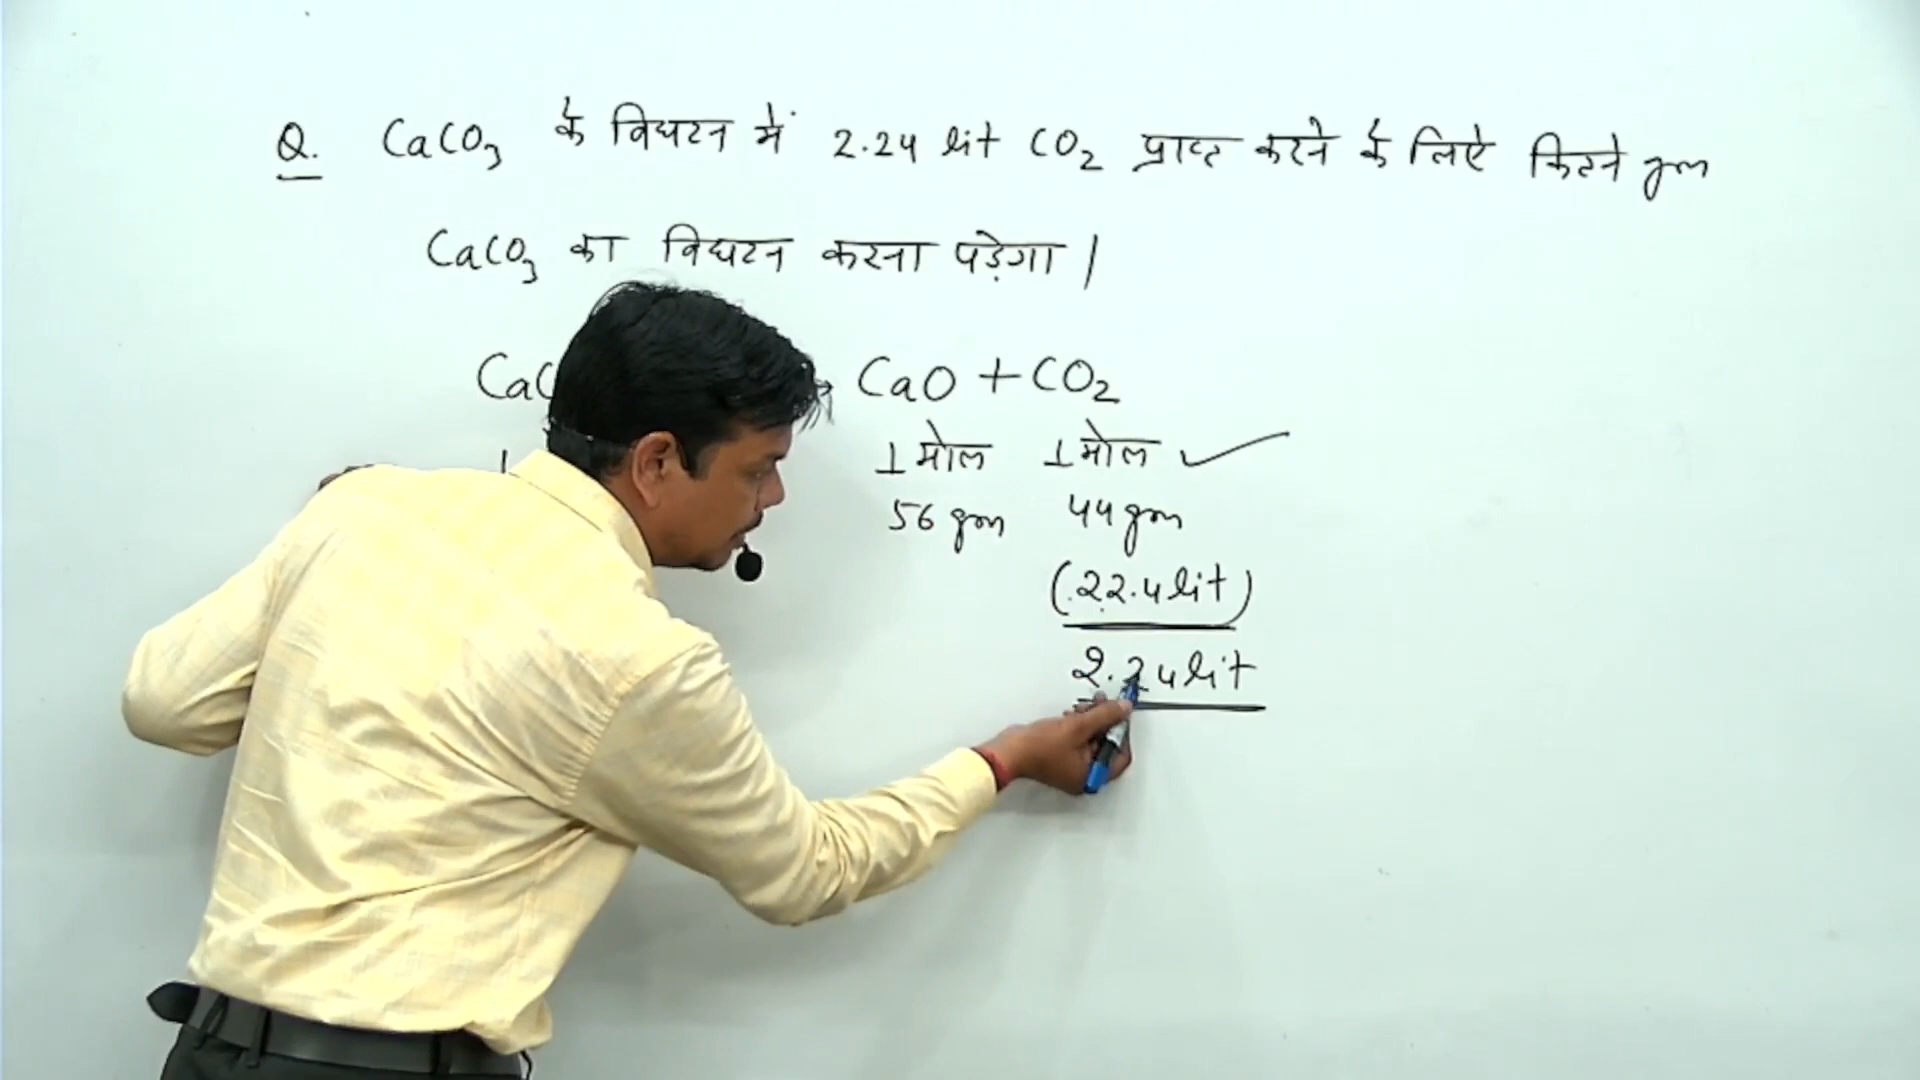 Q. CaCO₃ के विघटन में 2.24 lit CO₂ प्राप्त करने के लिऐ कितने gm
CaCO₃ का विघटन करना पड़ेगा।
CaC → CaO + CO₂
1 मोल 1 मोल ✓
56 gm 44 gm
(22.4 lit)
2.24 lit